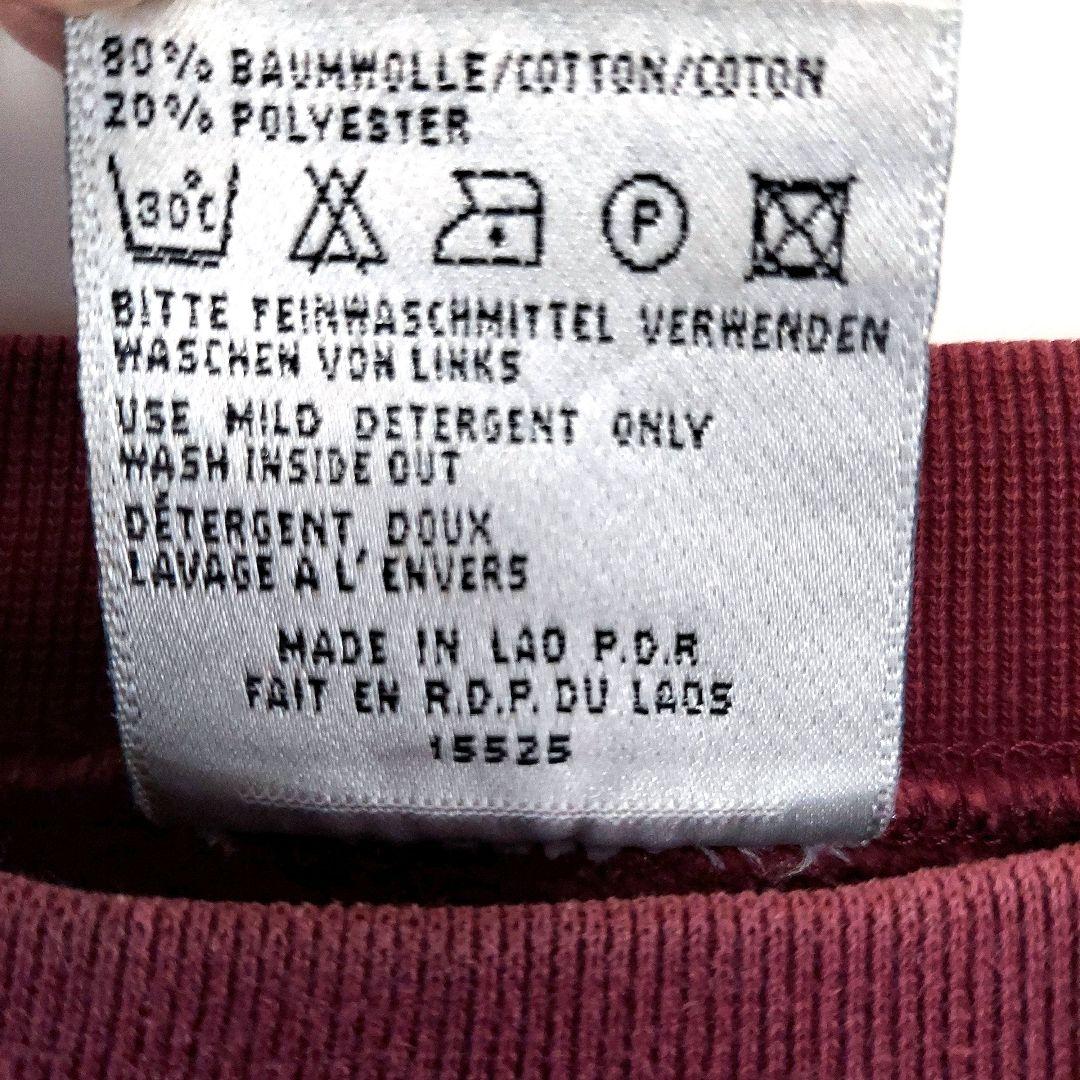 80% BAUMWOLLE/COTTON/COTON
20% POLYESTER
30°C P
BITTE FEINWASCHMITTEL VERWENDEN
WASCHEN VON LINKS
USE MILD DETERGENT ONLY
WASH INSIDE OUT
DÉTERGENT, DOUX
LAVAGE À L'ENVERS
MADE IN LAO P.D.R
FAIT EN R.D.P. DU LAOS
15525